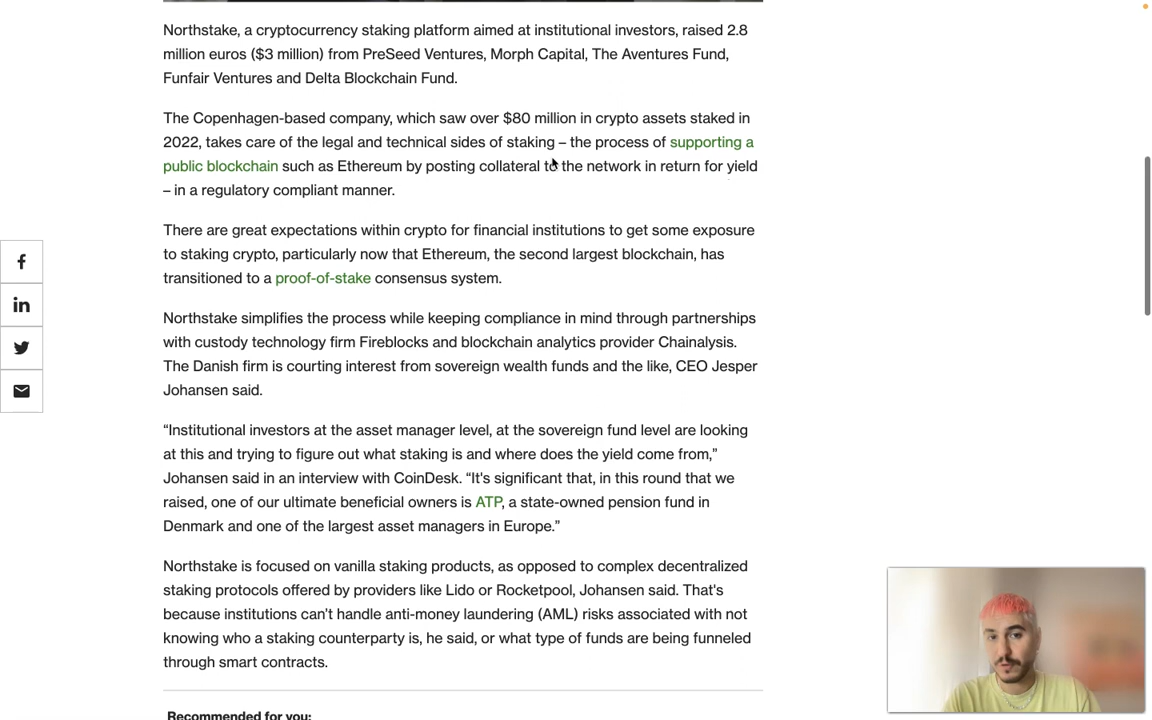 Northstake, a cryptocurrency staking platform aimed at institutional investors, raised 2.8
million euros ($3 million) from PreSeed Ventures, Morph Capital, The Aventures Fund,
Funfair Ventures and Delta Blockchain Fund.
The Copenhagen-based company, which saw over $80 million in crypto assets staked in
2022, takes care of the legal and technical sides of staking – the process of supporting a
public blockchain such as Ethereum by posting collateral to the network in return for yield
– in a regulatory compliant manner.
There are great expectations within crypto for financial institutions to get some exposure
to staking crypto, particularly now that Ethereum, the second largest blockchain, has
transitioned to a proof-of-stake consensus system.
Northstake simplifies the process while keeping compliance in mind through partnerships
with custody technology firm Fireblocks and blockchain analytics provider Chainalysis.
The Danish firm is courting interest from sovereign wealth funds and the like, CEO Jesper
Johansen said.
“Institutional investors at the asset manager level, at the sovereign fund level are looking
at this and trying to figure out what staking is and where does the yield come from,”
Johansen said in an interview with CoinDesk. “It's significant that, in this round that we
raised, one of our ultimate beneficial owners is ATP, a state-owned pension fund in
Denmark and one of the largest asset managers in Europe.”
Northstake is focused on vanilla staking products, as opposed to complex decentralized
staking protocols offered by providers like Lido or Rocketpool, Johansen said. That's
because institutions can’t handle anti-money laundering (AML) risks associated with not
knowing who a staking counterparty is, he said, or what type of funds are being funneled
through smart contracts.
Recommended for you: